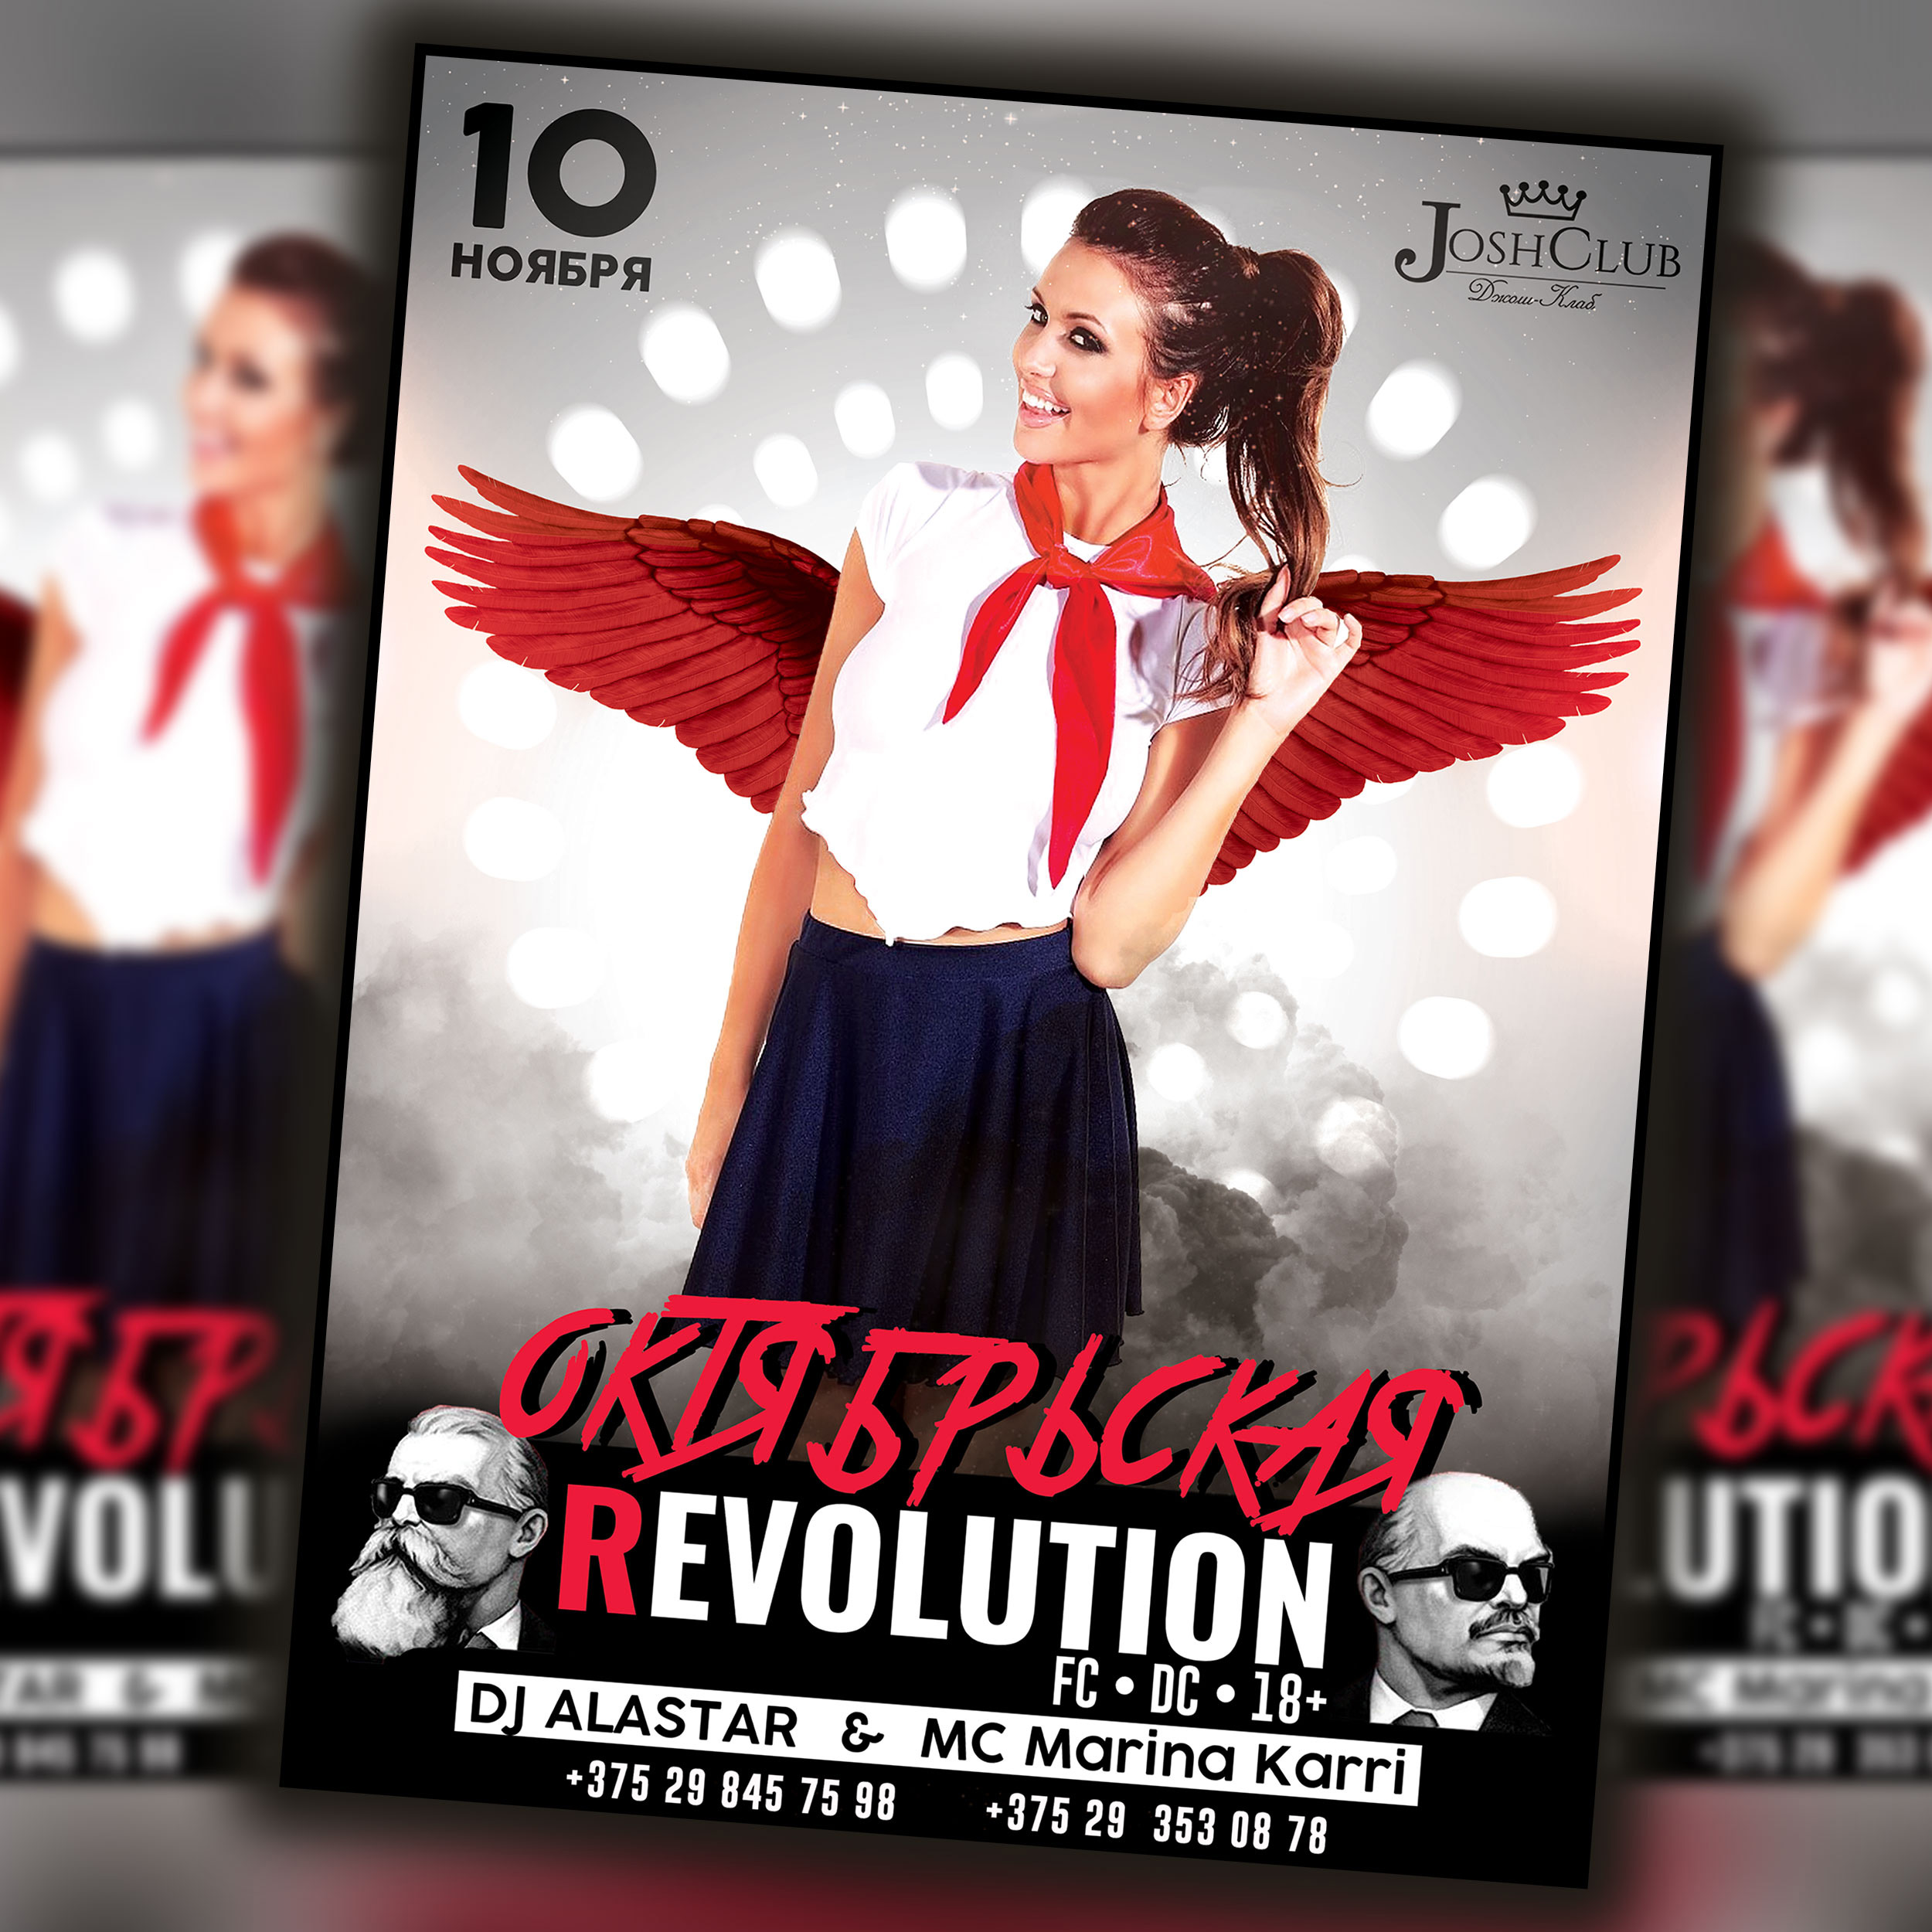 10
НОЯБРЯ
JOSHCLUB
Джош-Клаб
ОКТЯБРЬСКАЯ
REVOLUTION
FC • DC • 18+
DJ ALASTAR & MC Marina Karri
+375 29 845 75 98 +375 29 353 08 78